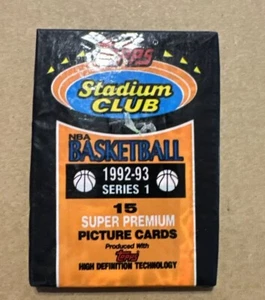 Stadium
CLUB
NBA
BASKETBALL
1992-93
SERIES 1
15
SUPER PREMIUM
PICTURE CARDS
Produced With
Topps
HIGH DEFINITION TECHNOLOGY